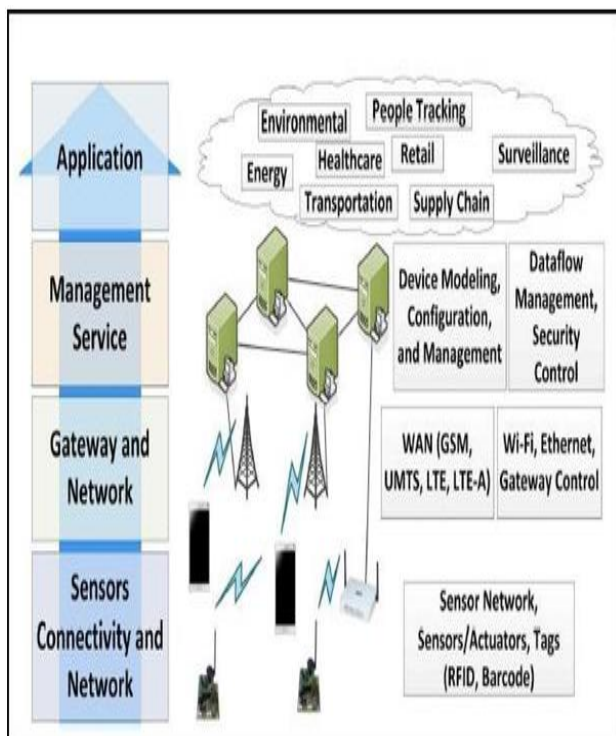 Application
Environmental
People Tracking
Energy
Healthcare
Retail
Surveillance
Transportation
Supply Chain
Management
Service
Device Modeling,
Configuration,
and Management
Dataflow
Management,
Security
Control
Gateway and
Network
WAN (GSM,
UMTS, LTE, LTE-A)
Wi-Fi, Ethernet,
Gateway Control
Sensors
Connectivity and
Network
Sensor Network,
Sensors/Actuators, Tags
(RFID, Barcode)